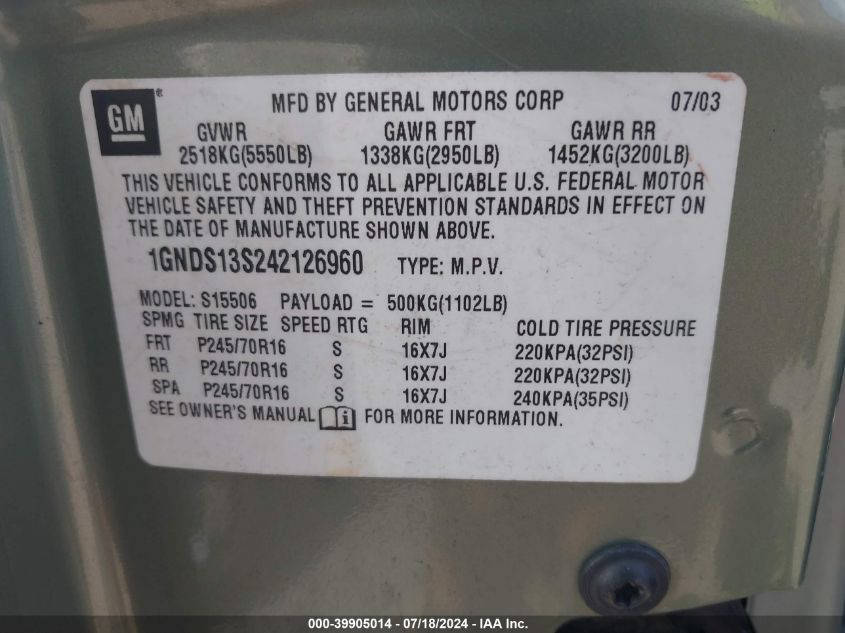 GM®
MFD BY GENERAL MOTORS CORP 07/03
GVWR GAWR FRT GAWR RR
2518KG(5550LB) 1338KG(2950LB) 1452KG(3200LB)
THIS VEHICLE CONFORMS TO ALL APPLICABLE U.S. FEDERAL MOTOR
VEHICLE SAFETY AND THEFT PREVENTION STANDARDS IN EFFECT ON
THE DATE OF MANUFACTURE SHOWN ABOVE.
1GNDS13S242126960 TYPE: M.P.V.
MODEL: S15506 PAYLOAD = 500KG(1102LB)
SPMG TIRE SIZE SPEED RTG RIM COLD TIRE PRESSURE
FRT P245/70R16 S 16X7J 220KPA(32PSI)
RR P245/70R16 S 16X7J 220KPA(32PSI)
SPA P245/70R16 S 16X7J 240KPA(35PSI)
SEE OWNER'S MANUAL FOR MORE INFORMATION.
000-39905014 / 07/18/2024 - IAA Inc.